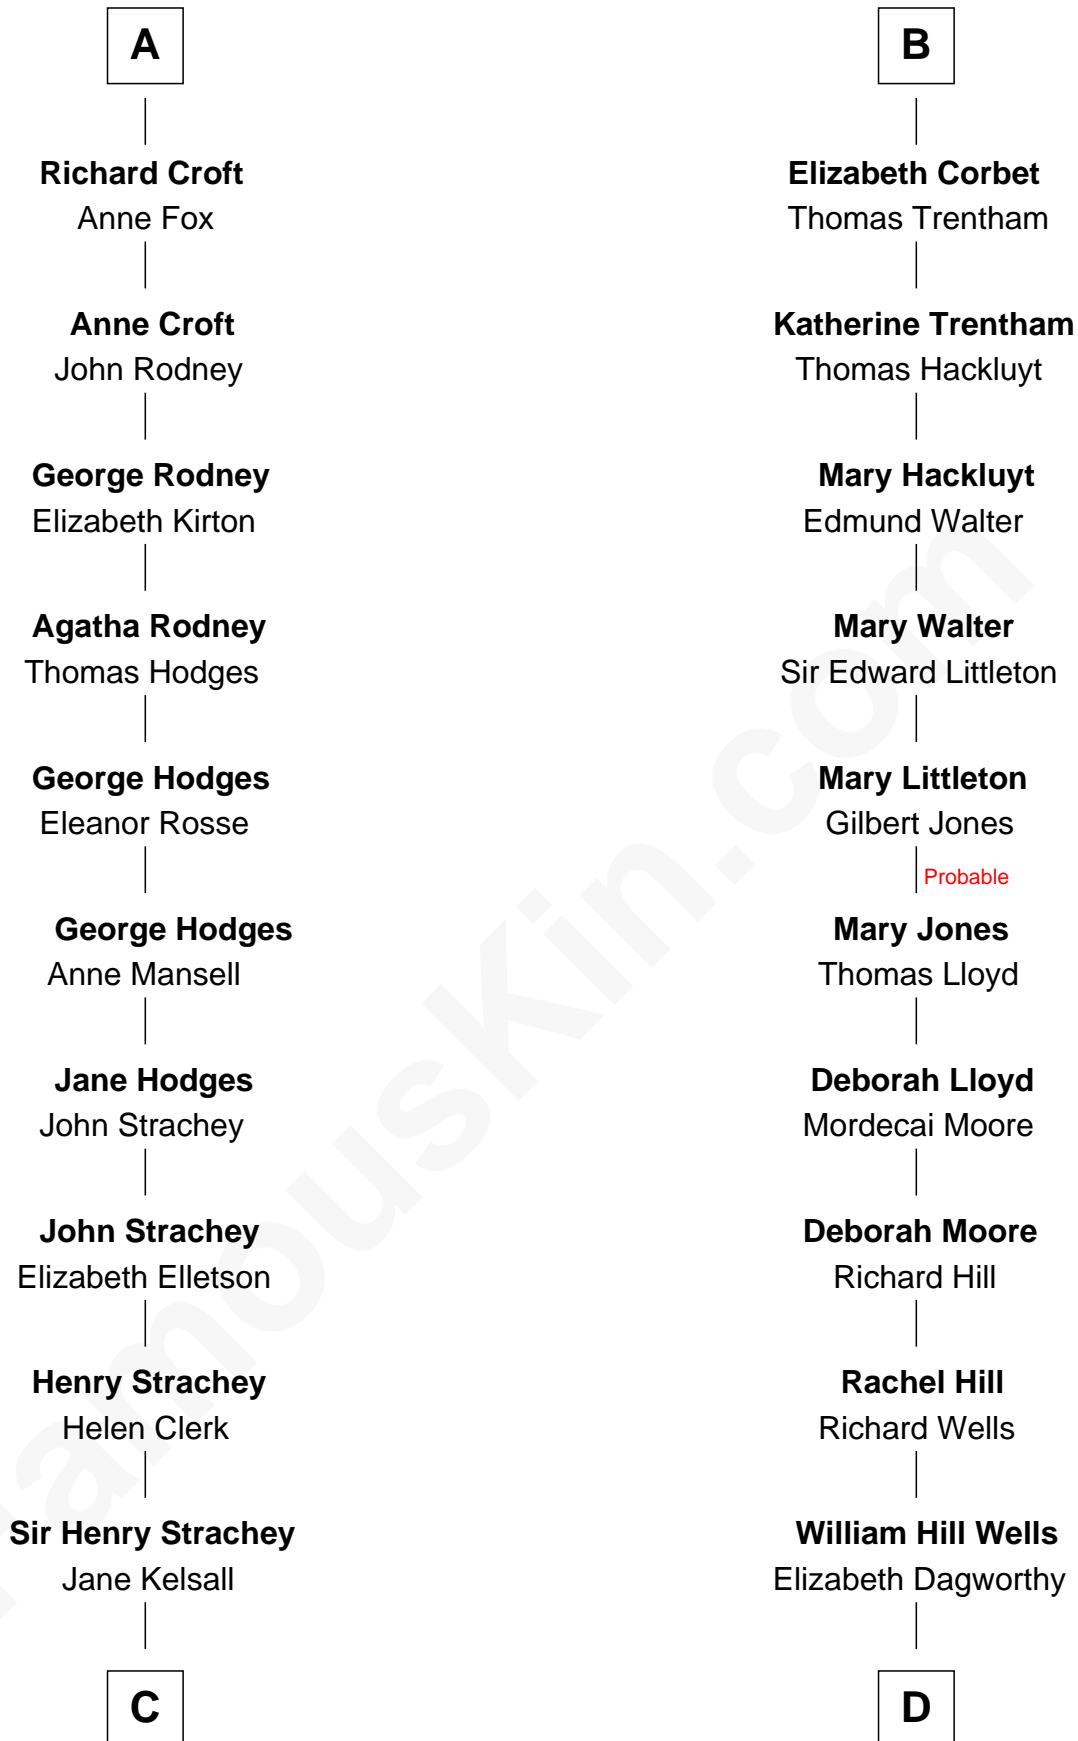 A
Richard Croft
Anne Fox
Anne Croft
John Rodney
George Rodney
Elizabeth Kirton
Agatha Rodney
Thomas Hodges
George Hodges
Eleanor Rosse
George Hodges
Anne Mansell
Jane Hodges
John Strachey
John Strachey
Elizabeth Elletson
Henry Strachey
Helen Clerk
Sir Henry Strachey
Jane Kelsall
C
B
Elizabeth Corbet
Thomas Trentham
Katherine Trentham
Thomas Hackluyt
Mary Hackluyt
Edmund Walter
Mary Walter
Sir Edward Littleton
Mary Littleton
Gilbert Jones
Probable
Mary Jones
Thomas Lloyd
Deborah Lloyd
Mordecai Moore
Deborah Moore
Richard Hill
Rachel Hill
Richard Wells
William Hill Wells
Elizabeth Dagworthy
D
FamousKin.com